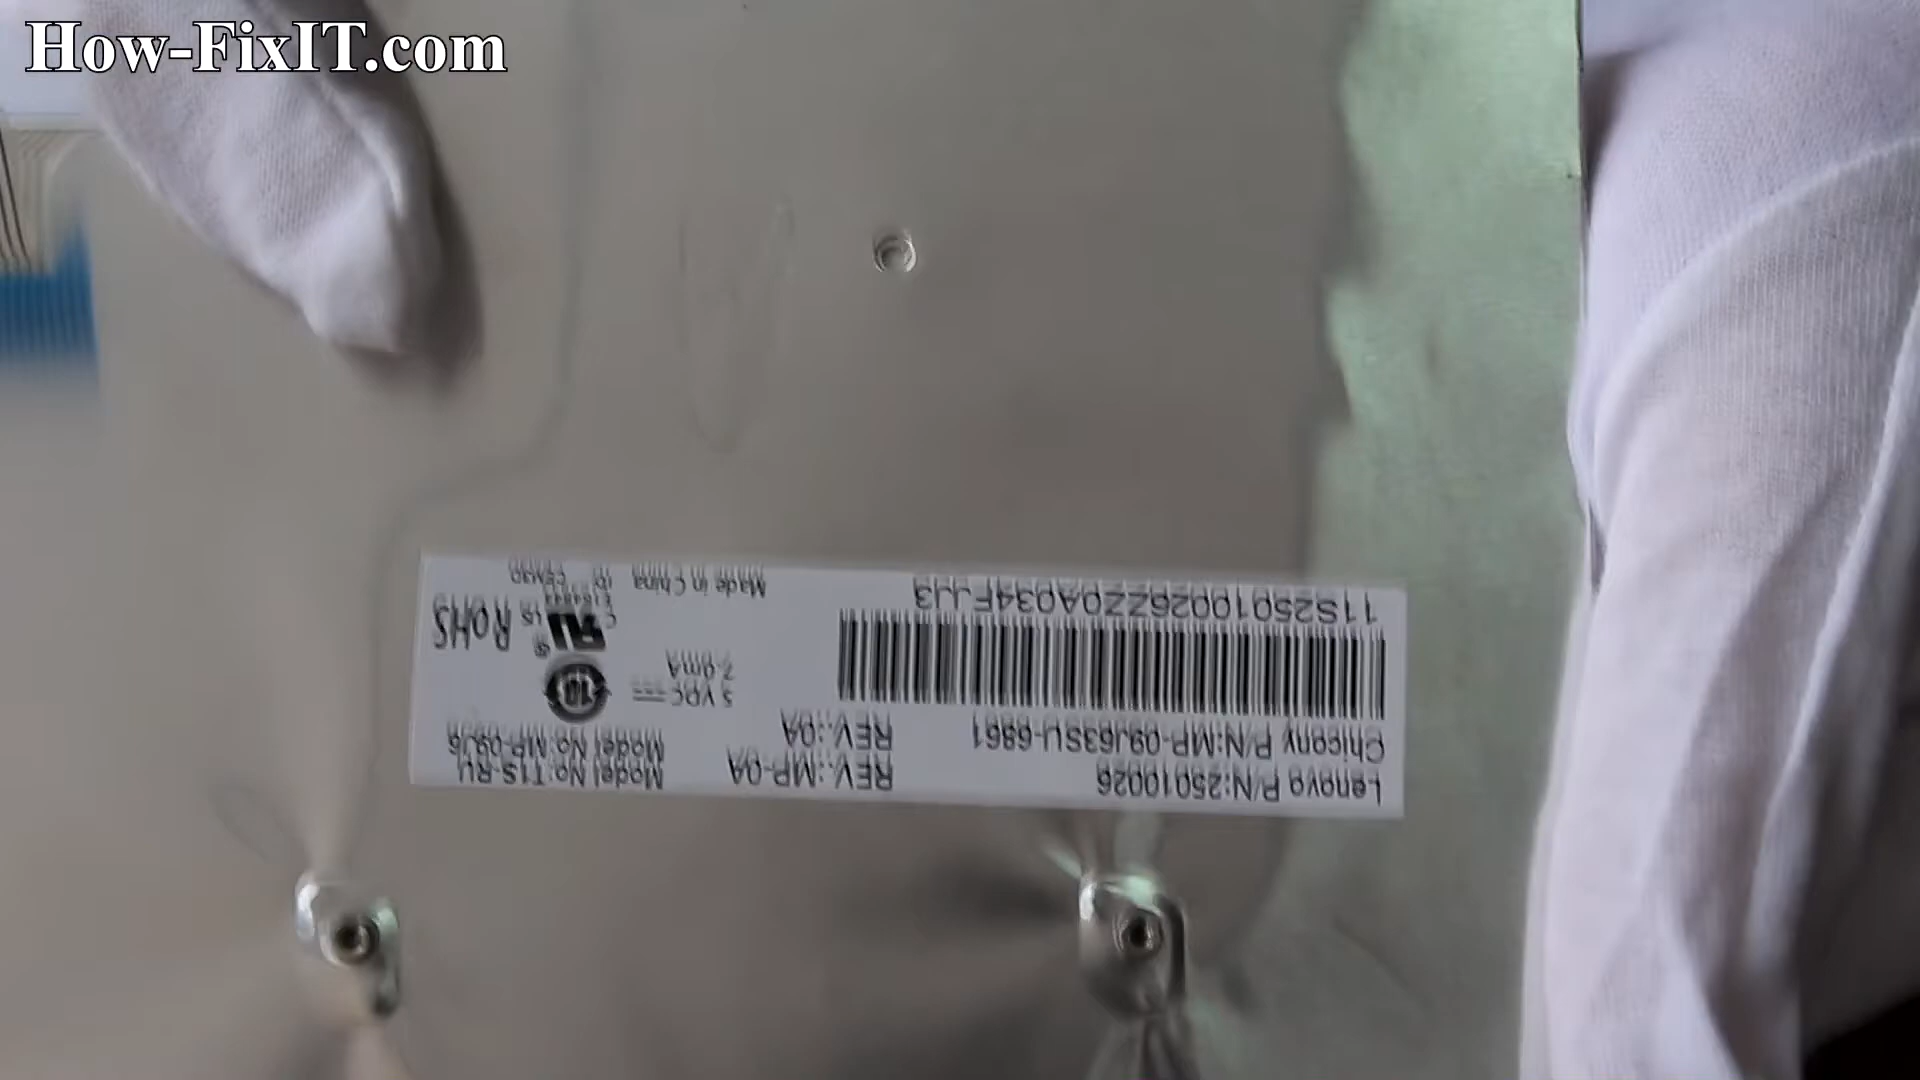 How-FixIT.com
Lenovo P/N:25010026 REV.:MP-0A Model No:T1S-RU
Chicony P/N:MP-09J63SU-6861 REV.:0A Model No:MP-09J6
5 VDC
10
RoHS
11S25010026ZZ0A034FJJ3
Made in China